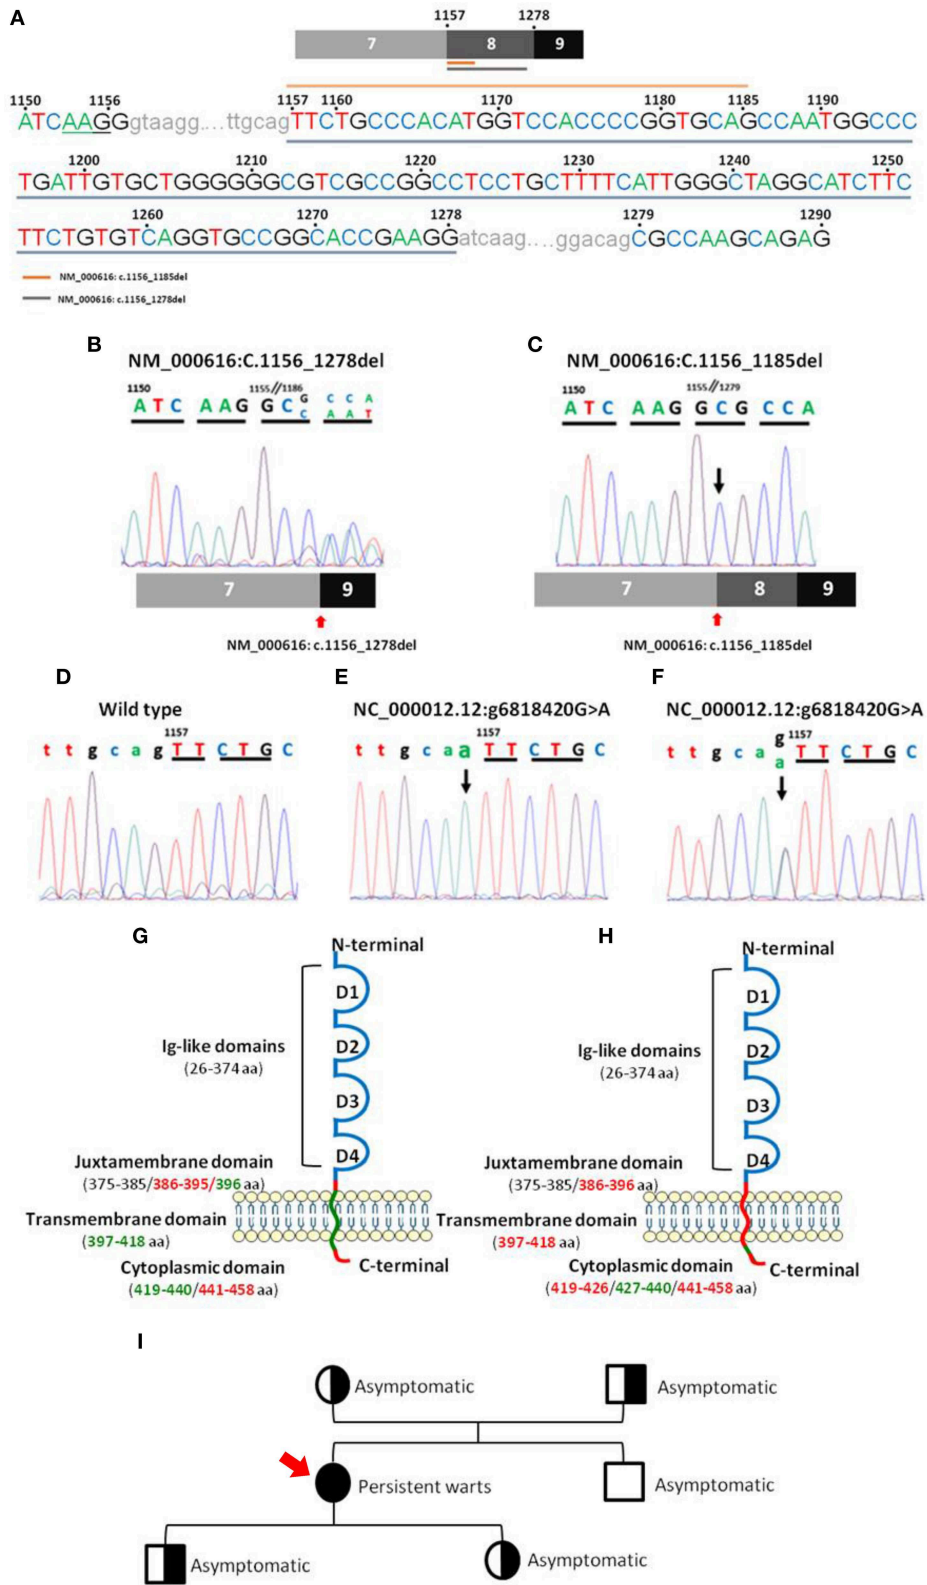 A
1157 1278
7 8 9
1150 1156 1157 1160 1170 1180 1185 1190
ATCAAGGgtaagg....ttgcagTTCTGCCCACATGGTCCACCCCGGTGCAGCCAATGGCCC
1200 1210 1220 1230 1240 1250
TGATTGTGCTGGGGGGCGTCGCCGGCCTCCTGCTTTTCATTGGGCTAGGCATCTTC
1260 1270 1278 1279 1290
TTCTGTGTCAGGTGCCGGCACCGAAGGatcaag....ggacagCGCCAAGCAGAG
NM_000616: c.1156_1185del
NM_000616: c.1156_1278del
B
NM_000616:C.1156_1278del
1150 1155//1186
ATC AAG GC G C C A
C A A T
7 9
NM_000616: c.1156_1278del
C
NM_000616:C.1156_1185del
1150 1155//1279
ATC AAG GCG CCA
7 8 9
NM_000616: c.1156_1185del
D
Wild type
1157
t t g c a g T T C T G C
E
NC_000012.12:g6818420G>A
1157
t t g c a a T T C T G C
F
NC_000012.12:g6818420G>A
g 1157
t t g c a T T C T G C
a
G
N-terminal
D1
D2
D3
D4
Ig-like domains
(26-374 aa)
Juxtamembrane domain
(375-385/386-395/396 aa)
Transmembrane domain
(397-418 aa)
Cytoplasmic domain
(419-440/441-458 aa)
C-terminal
H
N-terminal
D1
D2
D3
D4
Ig-like domains
(26-374 aa)
Juxtamembrane domain
(375-385/386-396 aa)
Transmembrane domain
(397-418 aa)
Cytoplasmic domain
(419-426/427-440/441-458 aa)
C-terminal
I
Asymptomatic
Asymptomatic
Persistent warts
Asymptomatic
Asymptomatic
Asymptomatic